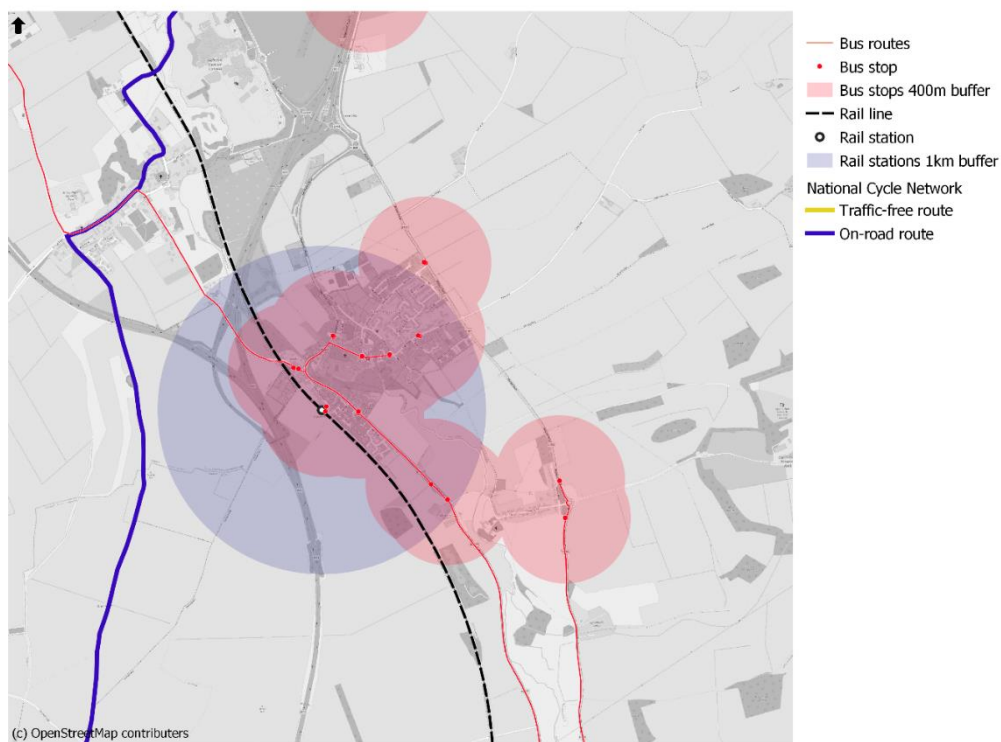 Bus routes
Bus stop
Bus stops 400m buffer
Rail line
Rail station
Rail stations 1km buffer
National Cycle Network
Traffic-free route
On-road route
(c) OpenStreetMap contributers